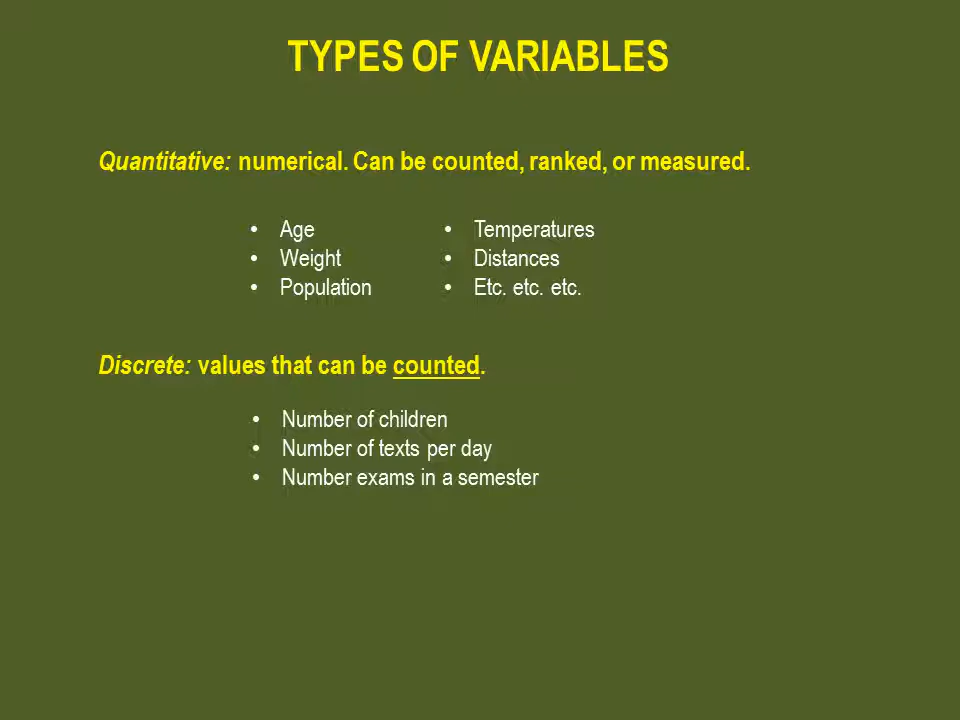 TYPES OF VARIABLES
Quantitative: numerical. Can be counted, ranked, or measured.
• Age
• Weight
• Population
• Temperatures
• Distances
• Etc. etc. etc.
Discrete: values that can be counted.
• Number of children
• Number of texts per day
• Number exams in a semester